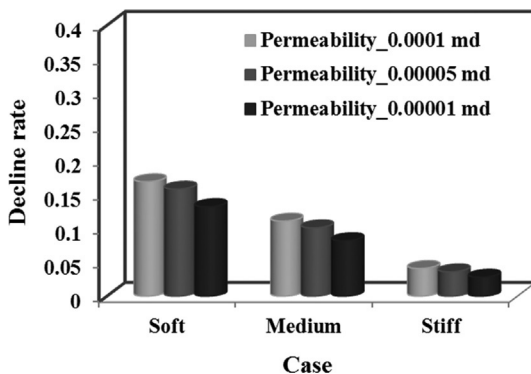 Decline rate
0.4
0.35
0.3
0.25
0.2
0.15
0.1
0.05
0
Permeability_0.0001 md
Permeability_0.00005 md
Permeability_0.00001 md
Soft Medium Stiff
Case